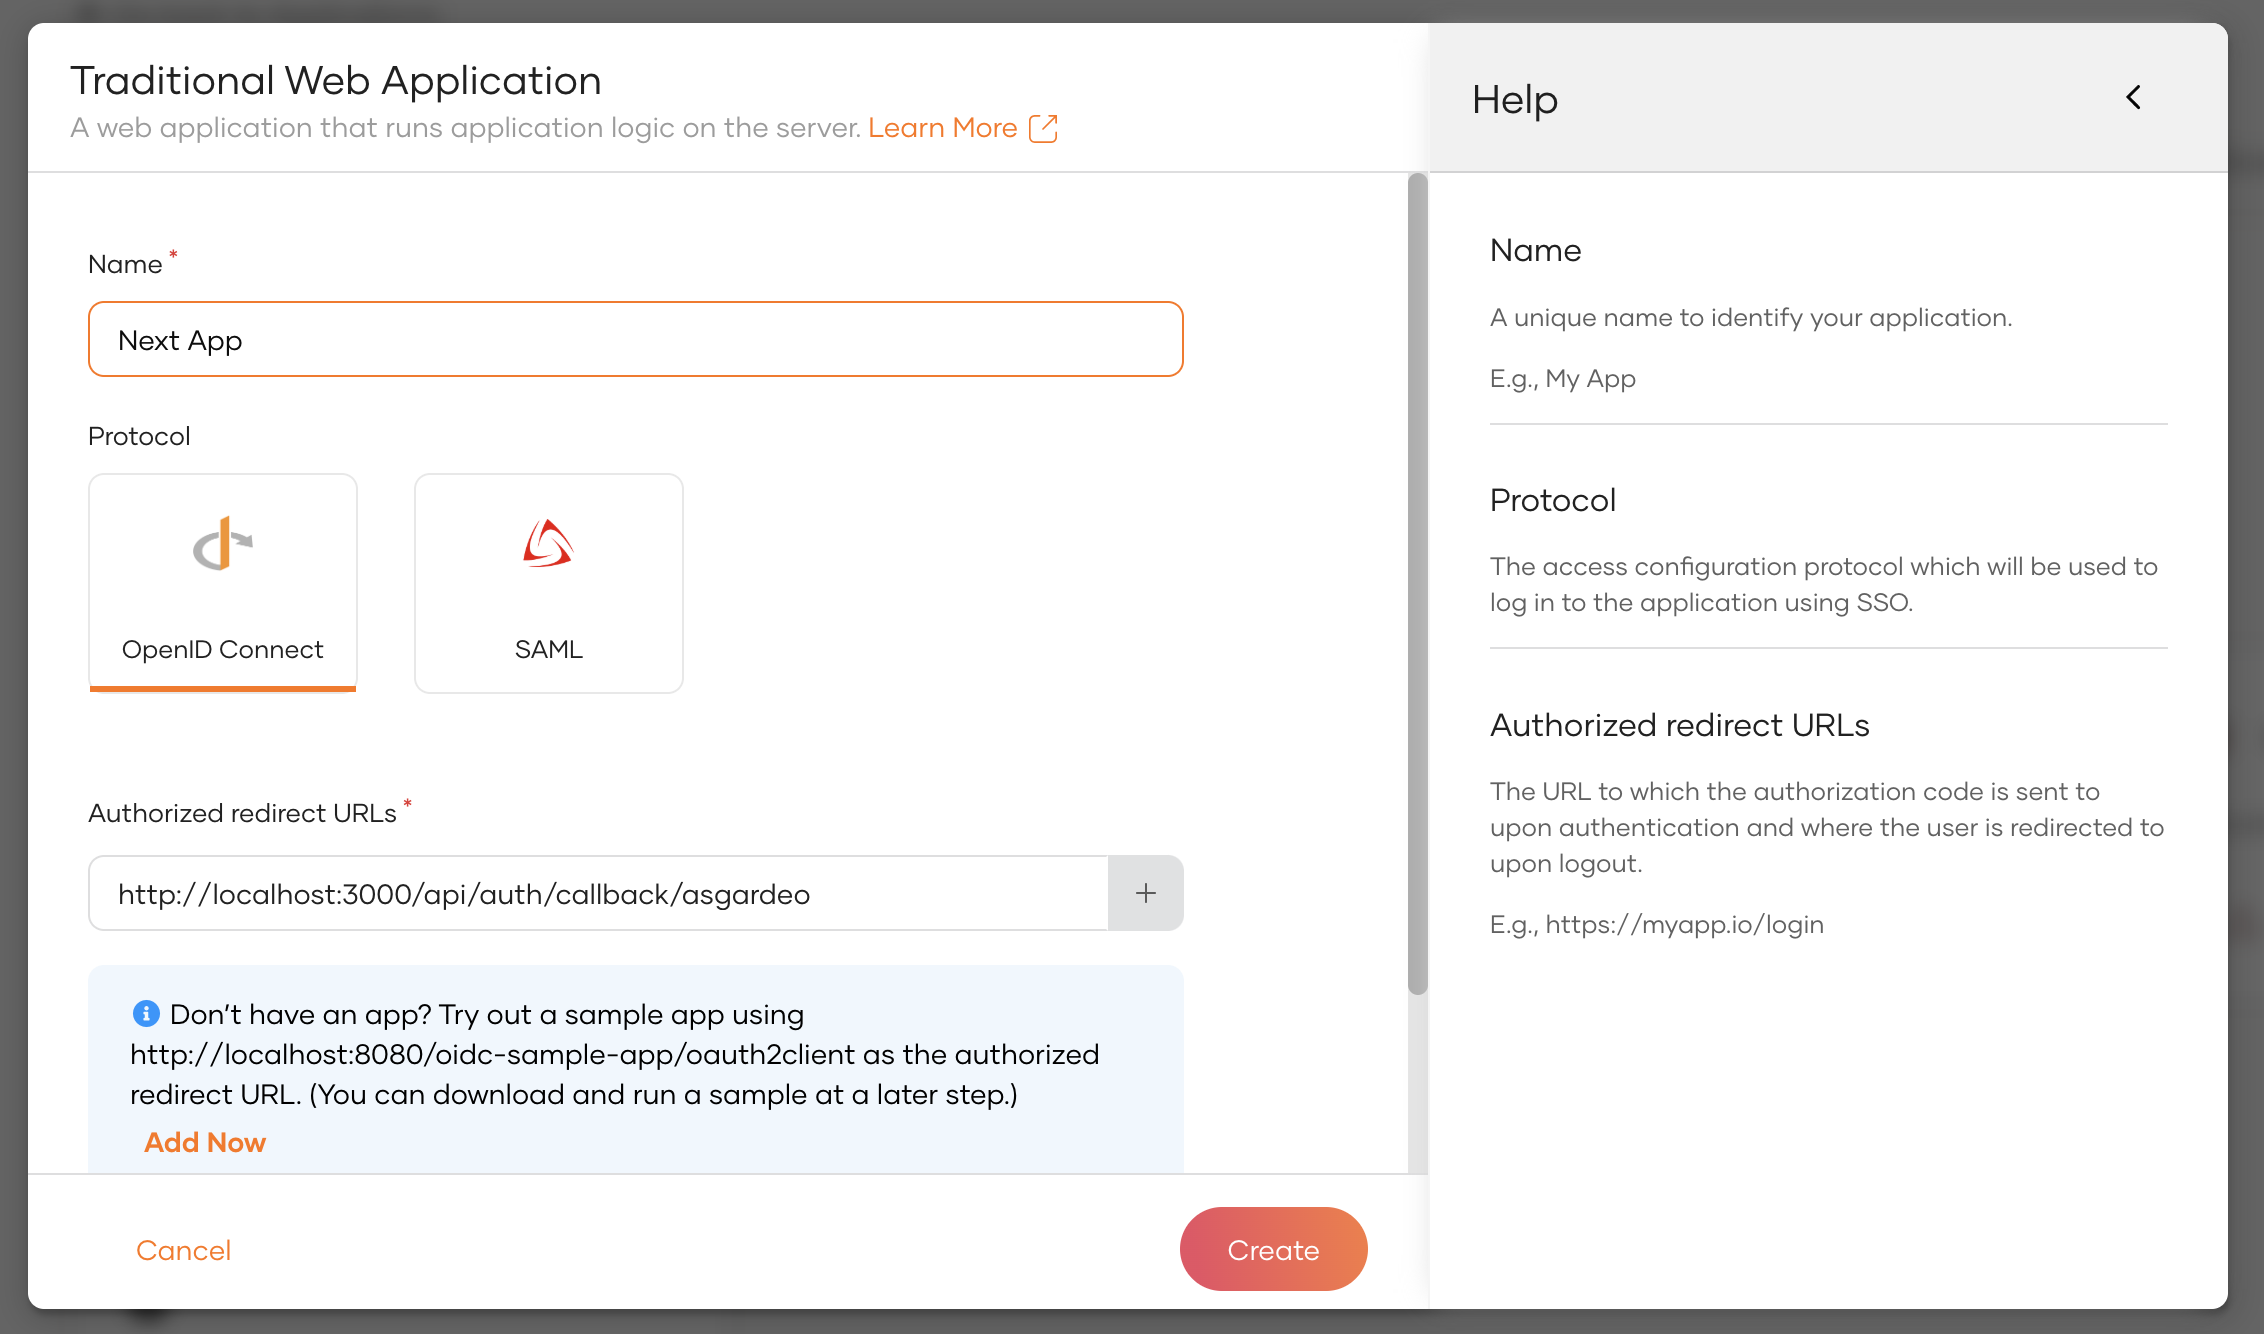 Traditional Web Application
A web application that runs application logic on the server. Learn More
Name *
Next App
Protocol
OpenID Connect
SAML
Authorized redirect URLs *
http://localhost:3000/api/auth/callback/asgardeo
+
Don’t have an app? Try out a sample app using
http://localhost:8080/oidc-sample-app/oauth2client as the authorized
redirect URL. (You can download and run a sample at a later step.)
Add Now
Cancel
Create
Help
Name
A unique name to identify your application.
E.g., My App
Protocol
The access configuration protocol which will be used to
log in to the application using SSO.
Authorized redirect URLs
The URL to which the authorization code is sent to
upon authentication and where the user is redirected to
upon logout.
E.g., https://myapp.io/login